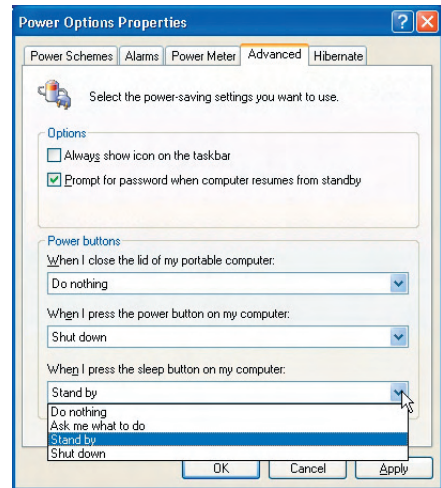 Power Options Properties
Power Schemes Alarms Power Meter Advanced Hibernate
Select the power-saving settings you want to use.
Options
Always show icon on the taskbar
Prompt for password when computer resumes from standby
Power buttons
When I close the lid of my portable computer:
Do nothing
When I press the power button on my computer:
Shut down
When I press the sleep button on my computer:
Stand by
Do nothing
Ask me what to do
Stand by
Shut down
OK Cancel Apply